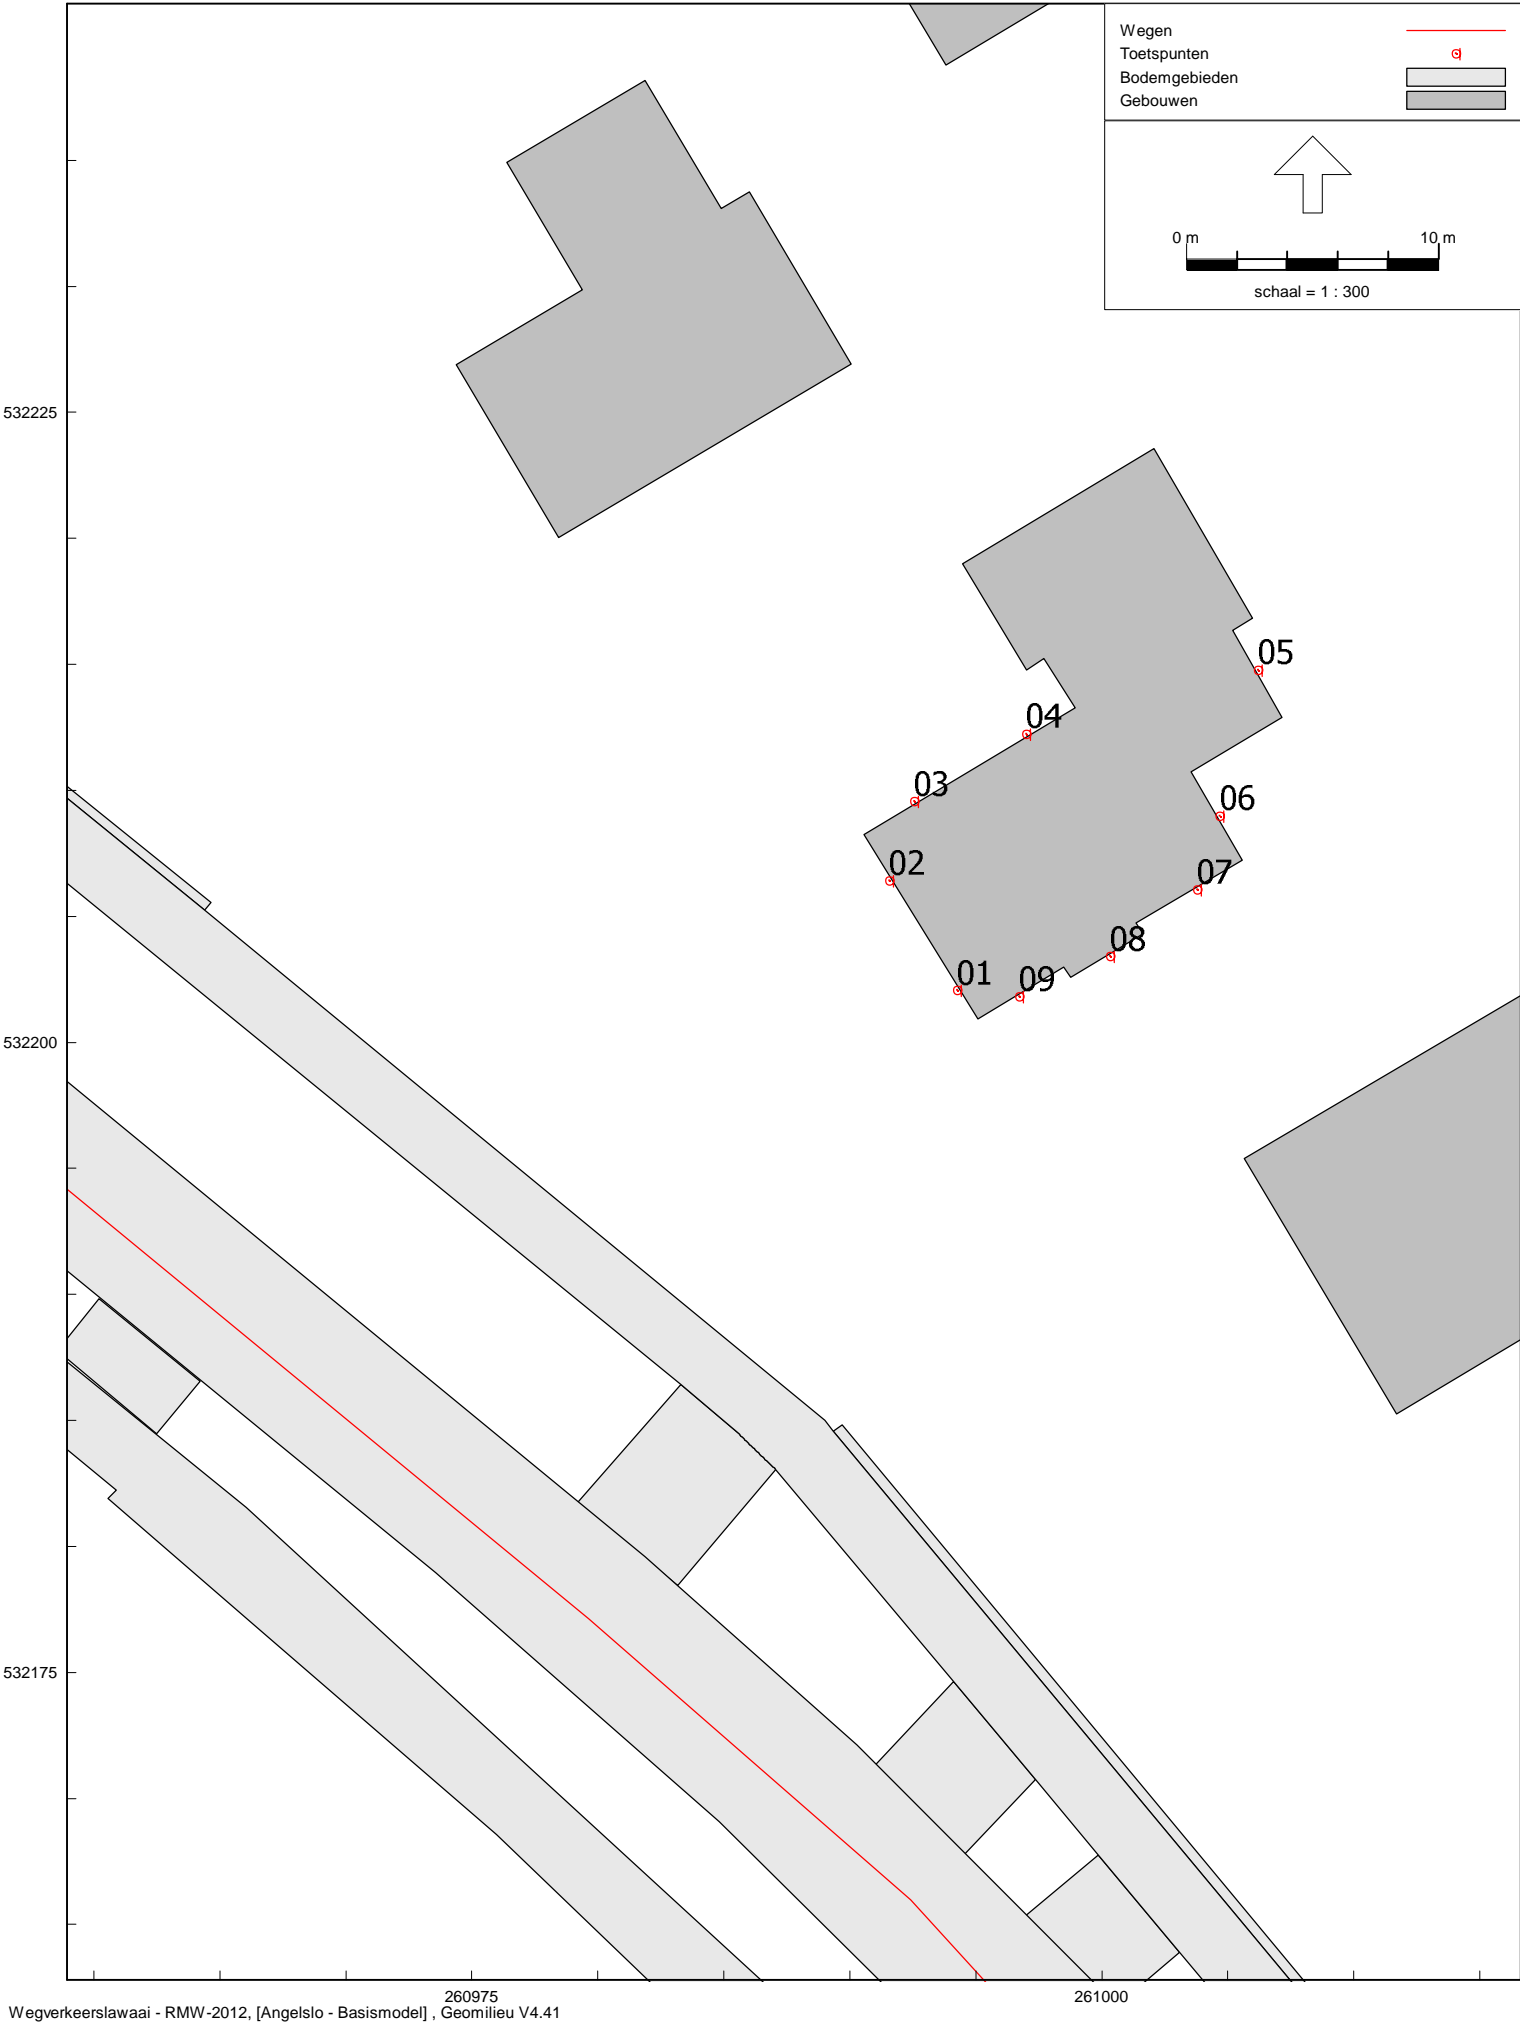 Wegen
Toetspunten
Bodemgebieden
Gebouwen
0 m 10 m
schaal = 1 : 300
532225
05
04
03
06
02
07
08
01
09
532200
532175
260975 261000
Wegverkeerslawaai - RMW-2012, [Angelslo - Basismodel] , Geomilieu V4.41